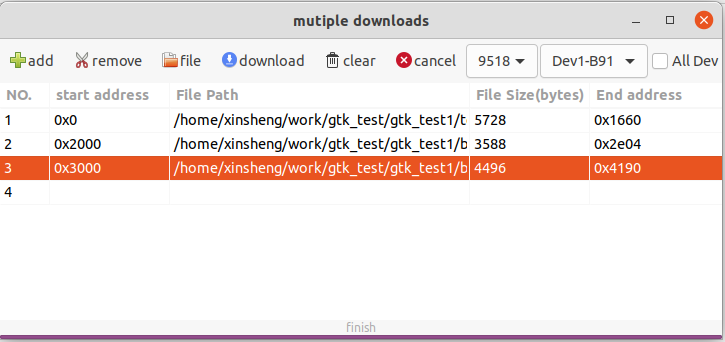 mutiple downloads
add remove file download clear cancel 9518 Dev1-B91 All Dev
NO. start address File Path File Size(bytes) End address
1 0x0 /home/xinsheng/work/gtk_test/gtk_test1/t 5728 0x1660
2 0x2000 /home/xinsheng/work/gtk_test/gtk_test1/b 3588 0x2e04
3 0x3000 /home/xinsheng/work/gtk_test/gtk_test1/b 4496 0x4190
4
finish